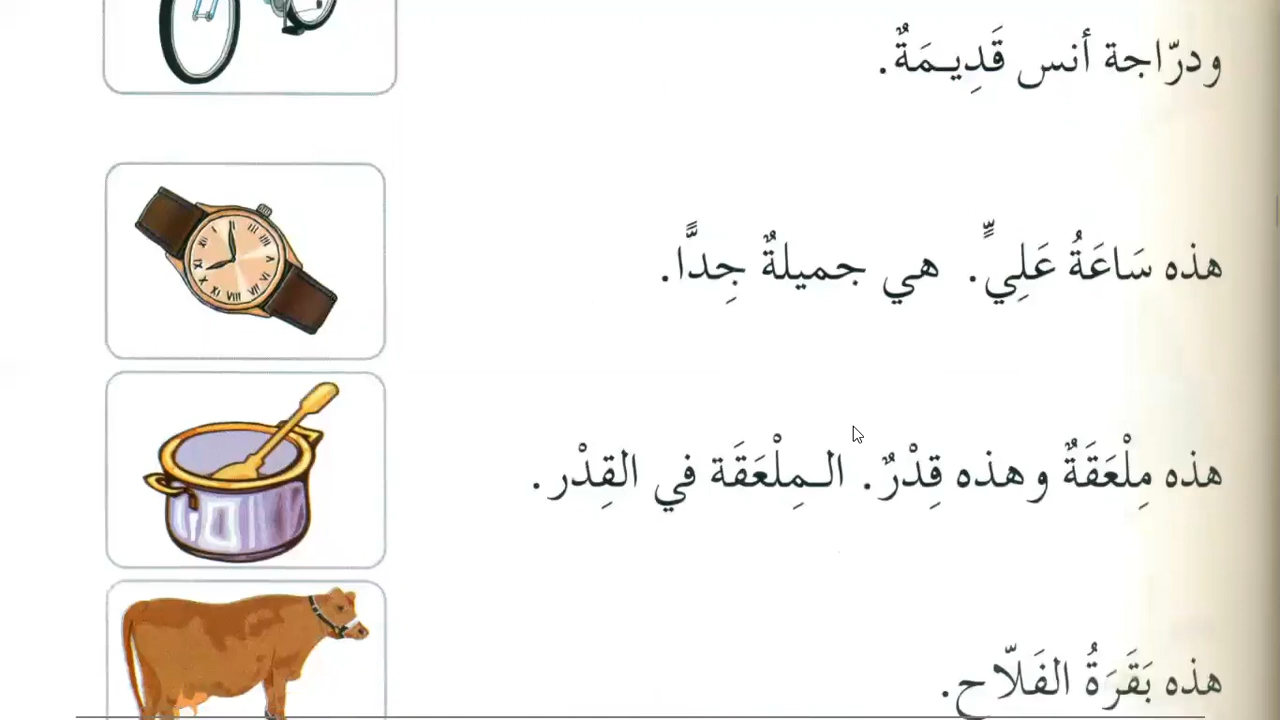 ودرّاجة أنس قَدِيـمَةٌ.
هذه سَاعَةُ عَلِيٍّ. هي جميلةٌ جِدًّا.
هذه مِلْعَقَةٌ وهذه قِدْرٌ. الـمِلْعَقَة في القِدْر.
هذه بَقَرَةُ الفَلّاح.